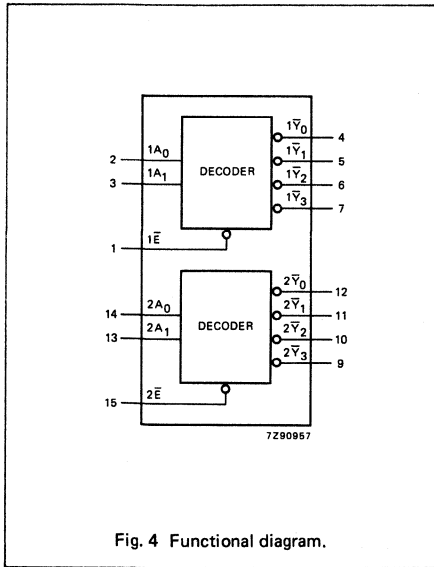 1Y̅0
4
1A0
2
1Y̅1
5
1A1
3
DECODER
1Y̅2
6
1Y̅3
7
1E̅
1
2Y̅0
12
2A0
14
2Y̅1
11
2A1
13
DECODER
2Y̅2
10
2Y̅3
9
2E̅
15
7Z90957
Fig. 4 Functional diagram.